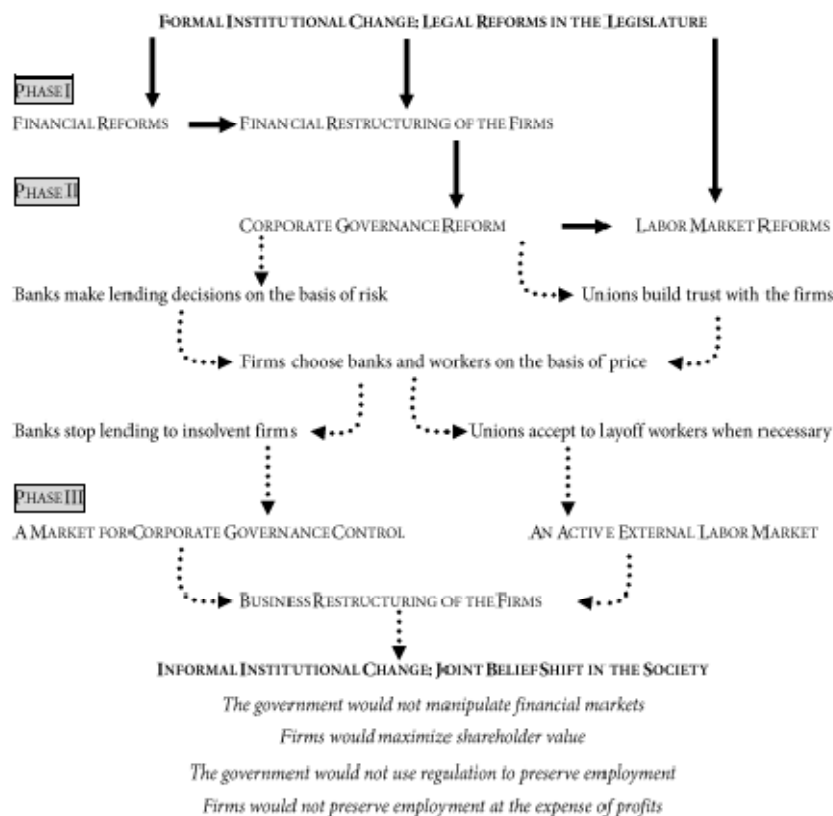 FORMAL INSTITUTIONAL CHANGE: LEGAL REFORMS IN THE LEGISLATURE
PHASE I
FINANCIAL REFORMS FINANCIAL RESTRUCTURING OF THE FIRMS
PHASE II
CORPORATE GOVERNANCE REFORM LABOR MARKET REFORMS
Banks make lending decisions on the basis of risk Unions build trust with the firms
Firms choose banks and workers on the basis of price
Banks stop lending to insolvent firms Unions accept to layoff workers when necessary
PHASE III
A MARKET FOR CORPORATE GOVERNANCE CONTROL AN ACTIVE EXTERNAL LABOR MARKET
BUSINESS RESTRUCTURING OF THE FIRMS
INFORMAL INSTITUTIONAL CHANGE: JOINT BELIEF SHIFT IN THE SOCIETY
The government would not manipulate financial markets
Firms would maximize shareholder value
The government would not use regulation to preserve employment
Firms would not preserve employment at the expense of profits